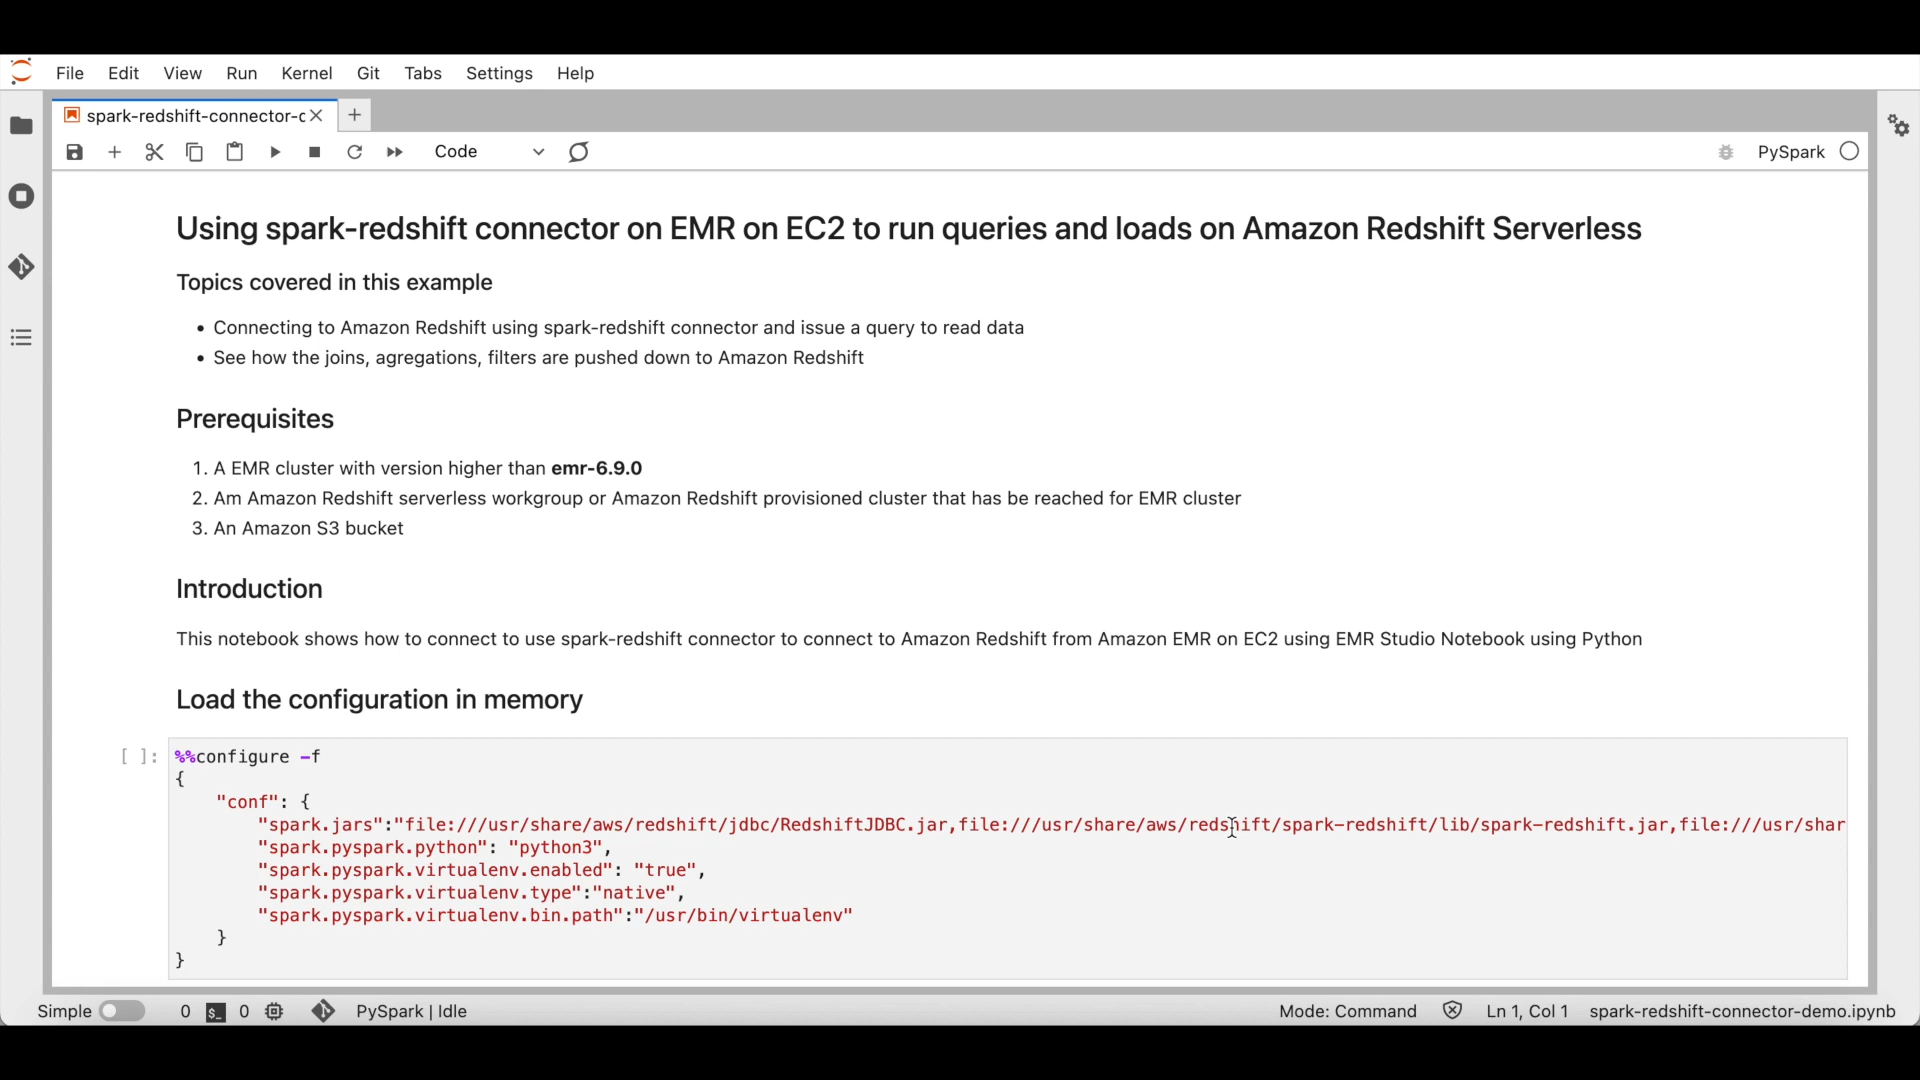 File Edit View Run Kernel Git Tabs Settings Help
spark-redshift-connector-c
Code
PySpark
Using spark-redshift connector on EMR on EC2 to run queries and loads on Amazon Redshift Serverless
Topics covered in this example
• Connecting to Amazon Redshift using spark-redshift connector and issue a query to read data
• See how the joins, agregations, filters are pushed down to Amazon Redshift
Prerequisites
1. A EMR cluster with version higher than emr-6.9.0
2. Am Amazon Redshift serverless workgroup or Amazon Redshift provisioned cluster that has be reached for EMR cluster
3. An Amazon S3 bucket
Introduction
This notebook shows how to connect to use spark-redshift connector to connect to Amazon Redshift from Amazon EMR on EC2 using EMR Studio Notebook using Python
Load the configuration in memory
[ ]: %%configure -f
{
"conf": {
"spark.jars":"file:///usr/share/aws/redshift/jdbc/RedshiftJDBC.jar,file:///usr/share/aws/redshift/spark-redshift/lib/spark-redshift.jar,file:///usr/shar
"spark.pyspark.python": "python3",
"spark.pyspark.virtualenv.enabled": "true",
"spark.pyspark.virtualenv.type":"native",
"spark.pyspark.virtualenv.bin.path":"/usr/bin/virtualenv"
}
}
Simple 0 $_ 0 PySpark | Idle Mode: Command Ln 1, Col 1 spark-redshift-connector-demo.ipynb